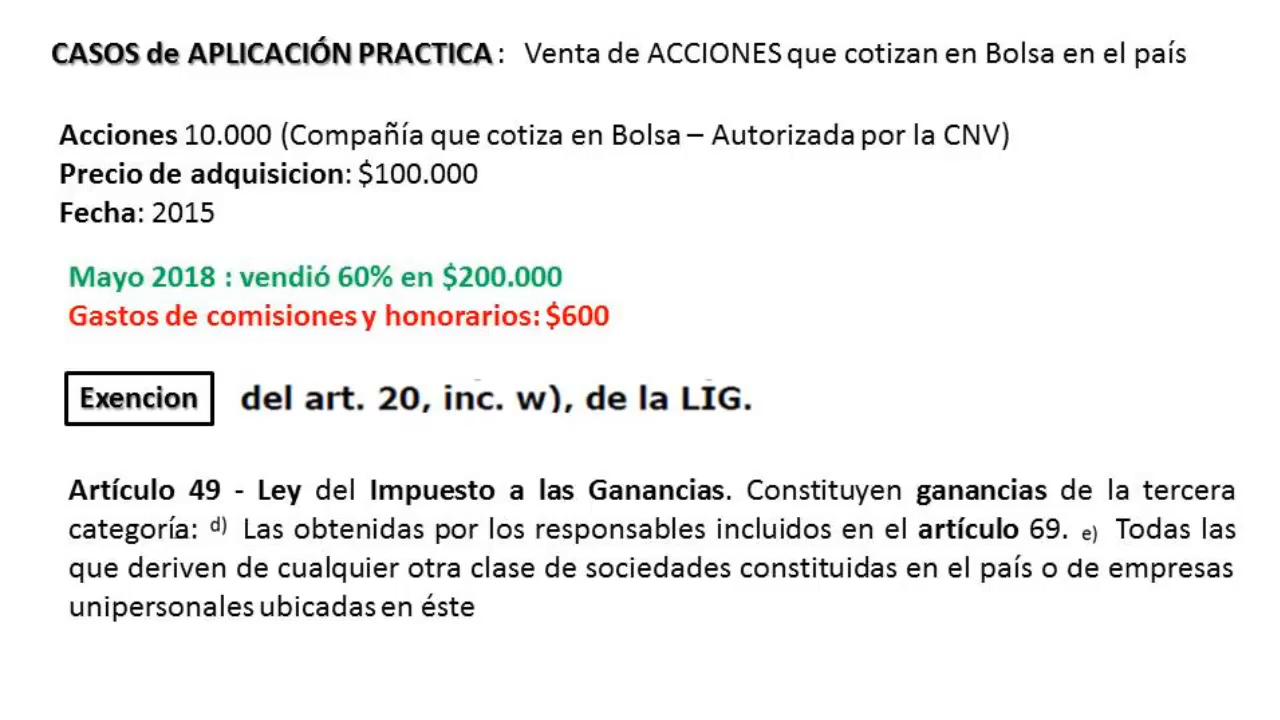 CASOS de APLICACIÓN PRACTICA : Venta de ACCIONES que cotizan en Bolsa en el país
Acciones 10.000 (Compañía que cotiza en Bolsa – Autorizada por la CNV)
Precio de adquisicion: $100.000
Fecha: 2015
Mayo 2018 : vendió 60% en $200.000
Gastos de comisiones y honorarios: $600
Exencion del art. 20, inc. w), de la LIG.
Artículo 49 - Ley del Impuesto a las Ganancias. Constituyen ganancias de la tercera
categoría: d) Las obtenidas por los responsables incluidos en el artículo 69. e) Todas las
que deriven de cualquier otra clase de sociedades constituidas en el país o de empresas
unipersonales ubicadas en éste